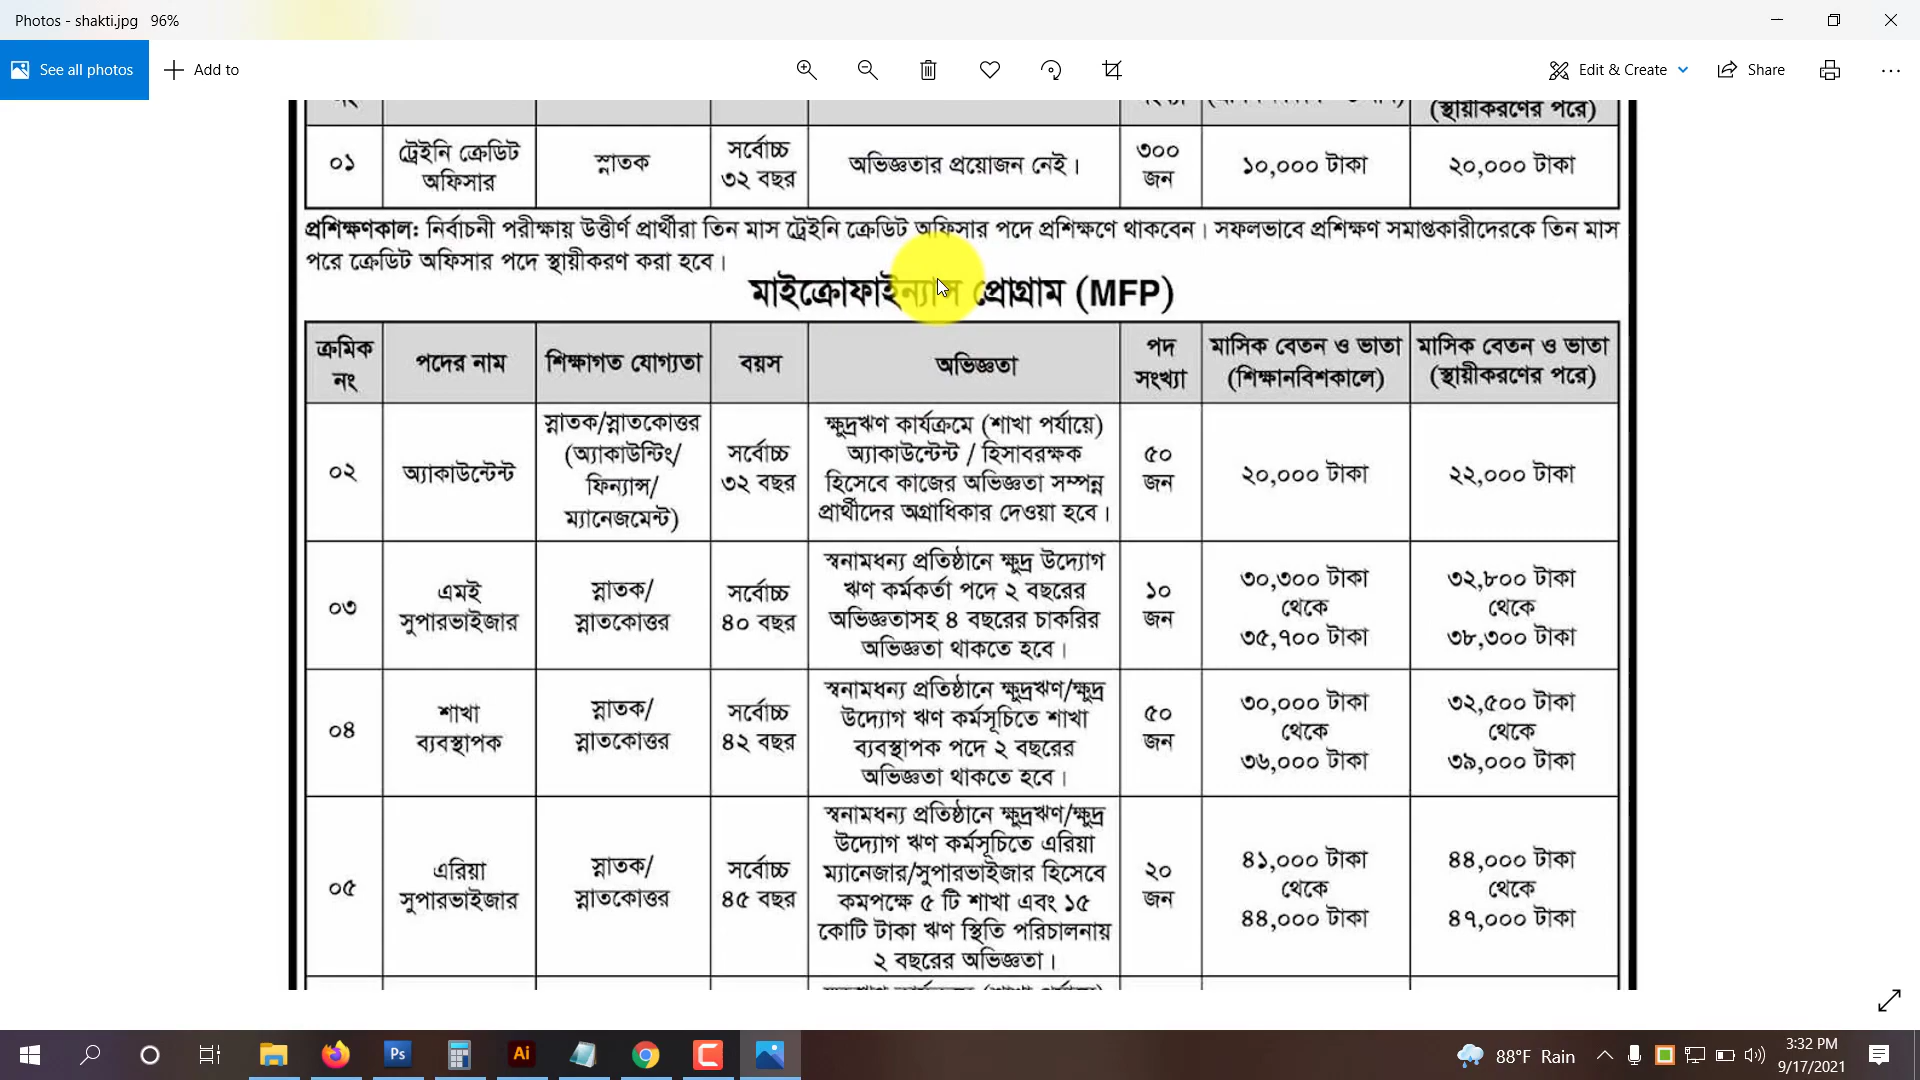 Photos - shakti.jpg 96%
See all photos
Add to
Edit & Create
Share
(স্থায়ীকরণের পরে)
০১ ট্রেইনি ক্রেডিট অফিসার স্নাতক সর্বোচ্চ ৩২ বছর অভিজ্ঞতার প্রয়োজন নেই। ৩০০ জন ১০,০০০ টাকা ২০,০০০ টাকা
প্রশিক্ষণকাল: নির্বাচনী পরীক্ষায় উত্তীর্ণ প্রার্থীরা তিন মাস ট্রেইনি ক্রেডিট অফিসার পদে প্রশিক্ষণে থাকবেন। সফলভাবে প্রশিক্ষণ সমাপ্তকারীদেরকে তিন মাস
পরে ক্রেডিট অফিসার পদে স্থায়ীকরণ করা হবে।
মাইক্রোফাইন্যান্স প্রোগ্রাম (MFP)
ক্রমিক
নং
পদের নাম
শিক্ষাগত যোগ্যতা
বয়স
অভিজ্ঞতা
পদ
সংখ্যা
মাসিক বেতন ও ভাতা
(শিক্ষানবিশকালে)
মাসিক বেতন ও ভাতা
(স্থায়ীকরণের পরে)
০২
অ্যাকাউন্টেন্ট
স্নাতক/স্নাতকোত্তর
(অ্যাকাউন্টিং/
ফিন্যান্স/
ম্যানেজমেন্ট)
সর্বোচ্চ
৩২ বছর
ক্ষুদ্রঋণ কার্যক্রমে (শাখা পর্যায়ে)
অ্যাকাউন্টেন্ট / হিসাবরক্ষক
হিসেবে কাজের অভিজ্ঞতা সম্পন্ন
প্রার্থীদের অগ্রাধিকার দেওয়া হবে।
৫০
জন
২০,০০০ টাকা
২২,০০০ টাকা
০৩
এমই
সুপারভাইজার
স্নাতক/
স্নাতকোত্তর
সর্বোচ্চ
৪০ বছর
স্বনামধন্য প্রতিষ্ঠানে ক্ষুদ্র উদ্যোগ
ঋণ কর্মকর্তা পদে ২ বছরের
অভিজ্ঞতাসহ ৪ বছরের চাকরির
অভিজ্ঞতা থাকতে হবে।
১০
জন
৩০,৩০০ টাকা
থেকে
৩৫,৭০০ টাকা
৩২,৮০০ টাকা
থেকে
৩৮,৩০০ টাকা
০৪
শাখা
ব্যবস্থাপক
স্নাতক/
স্নাতকোত্তর
সর্বোচ্চ
৪২ বছর
স্বনামধন্য প্রতিষ্ঠানে ক্ষুদ্রঋণ/ক্ষুদ্র
উদ্যোগ ঋণ কর্মসূচিতে শাখা
ব্যবস্থাপক পদে ২ বছরের
অভিজ্ঞতা থাকতে হবে।
৫০
জন
৩০,০০০ টাকা
থেকে
৩৬,০০০ টাকা
৩২,৫০০ টাকা
থেকে
৩৯,০০০ টাকা
০৫
এরিয়া
সুপারভাইজার
স্নাতক/
স্নাতকোত্তর
সর্বোচ্চ
৪৫ বছর
স্বনামধন্য প্রতিষ্ঠানে ক্ষুদ্রঋণ/ক্ষুদ্র
উদ্যোগ ঋণ কর্মসূচিতে এরিয়া
ম্যানেজার/সুপারভাইজার হিসেবে
কমপক্ষে ৫ টি শাখা এবং ১৫
কোটি টাকা ঋণ স্থিতি পরিচালনায়
২ বছরের অভিজ্ঞতা।
২০
জন
৪১,০০০ টাকা
থেকে
৪৪,০০০ টাকা
৪৪,০০০ টাকা
থেকে
৪৭,০০০ টাকা
Ps
Ai
88°F Rain
3:32 PM
9/17/2021